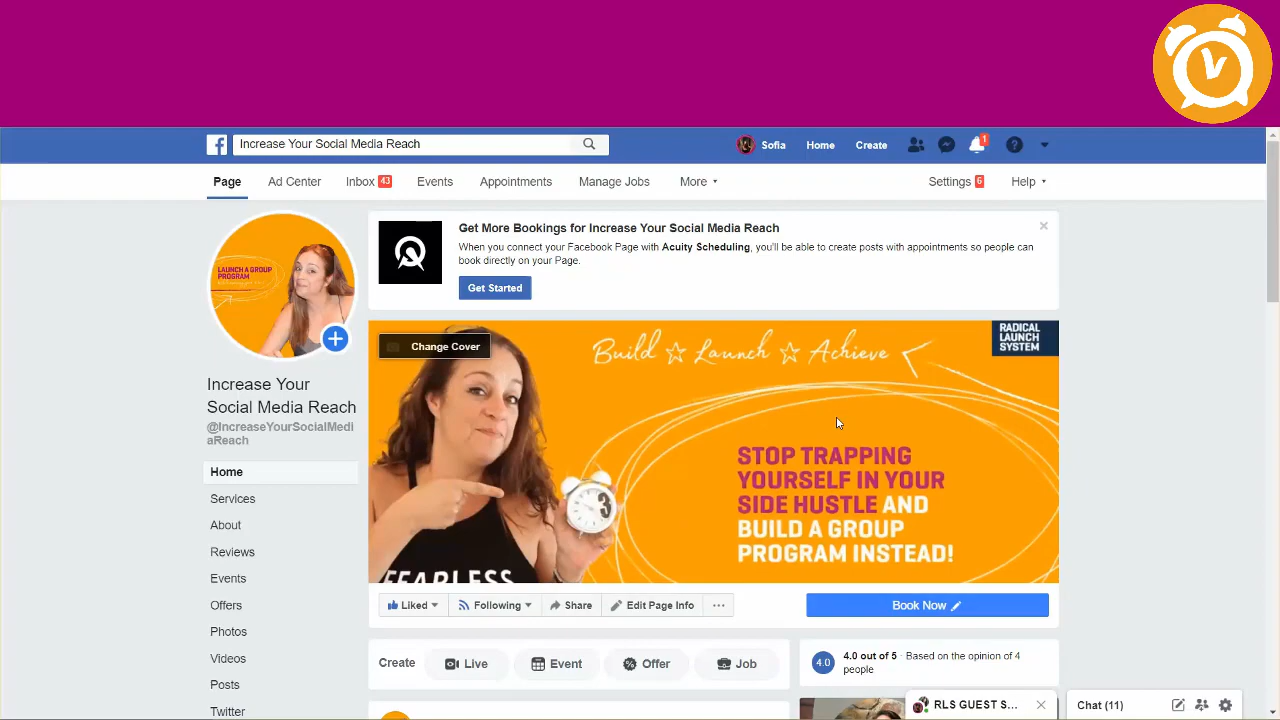 V
Increase Your Social Media Reach
Sofia
Home
Create
1
Page
Ad Center
Inbox 43
Events
Appointments
Manage Jobs
More
Settings 6
Help
Get More Bookings for Increase Your Social Media Reach
When you connect your Facebook Page with Acuity Scheduling, you'll be able to create posts with appointments so people can
book directly on your Page.
Get Started
LAUNCH A GROUP
PROGRAM
Increase Your
Social Media Reach
@IncreaseYourSocialMedi
aReach
Home
Services
About
Reviews
Events
Offers
Photos
Videos
Posts
Twitter
Change Cover
Build ☆ Launch ☆ Achieve
RADICAL
LAUNCH
SYSTEM
3
STOP TRAPPING
YOURSELF IN YOUR
SIDE HUSTLE AND
BUILD A GROUP
PROGRAM INSTEAD!
FEARLESS
Liked
Following
Share
Edit Page Info
...
Book Now
Create
Live
Event
Offer
Job
4.0
4.0 out of 5 · Based on the opinion of 4
people
RLS GUEST S...
Chat (11)